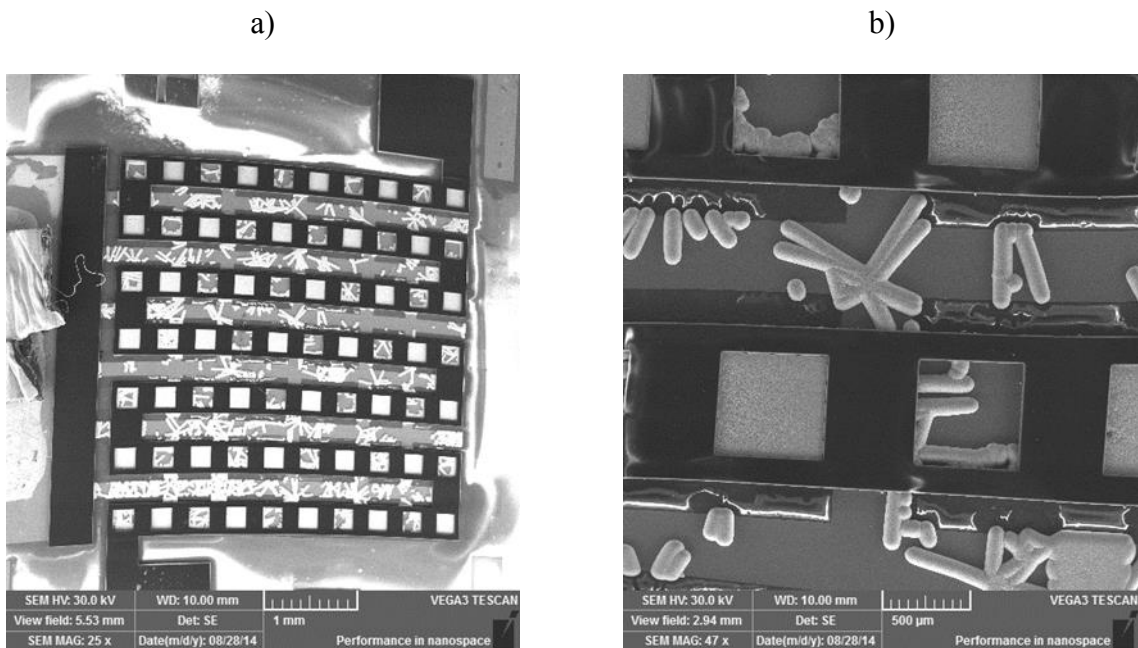 a)
b)
SEM HV: 30.0 kV WD: 10.00 mm VEGA3 TESCAN
View field: 5.53 mm Det: SE 1 mm
SEM MAG: 25 x Date(m/d/y): 08/28/14 Performance in nanospace
SEM HV: 30.0 kV WD: 10.00 mm VEGA3 TESCAN
View field: 2.94 mm Det: SE 500 µm
SEM MAG: 47 x Date(m/d/y): 08/28/14 Performance in nanospace